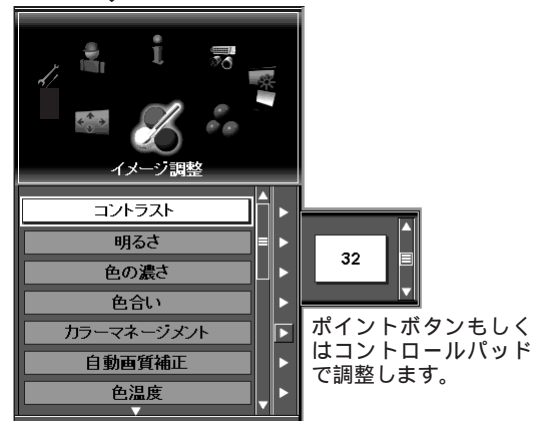 イメージ調整
コントラスト
明るさ
色の濃さ
色合い
カラーマネージメント
自動画質補正
色温度
32
ポイントボタンもしく
はコントロールパッド
で調整します。